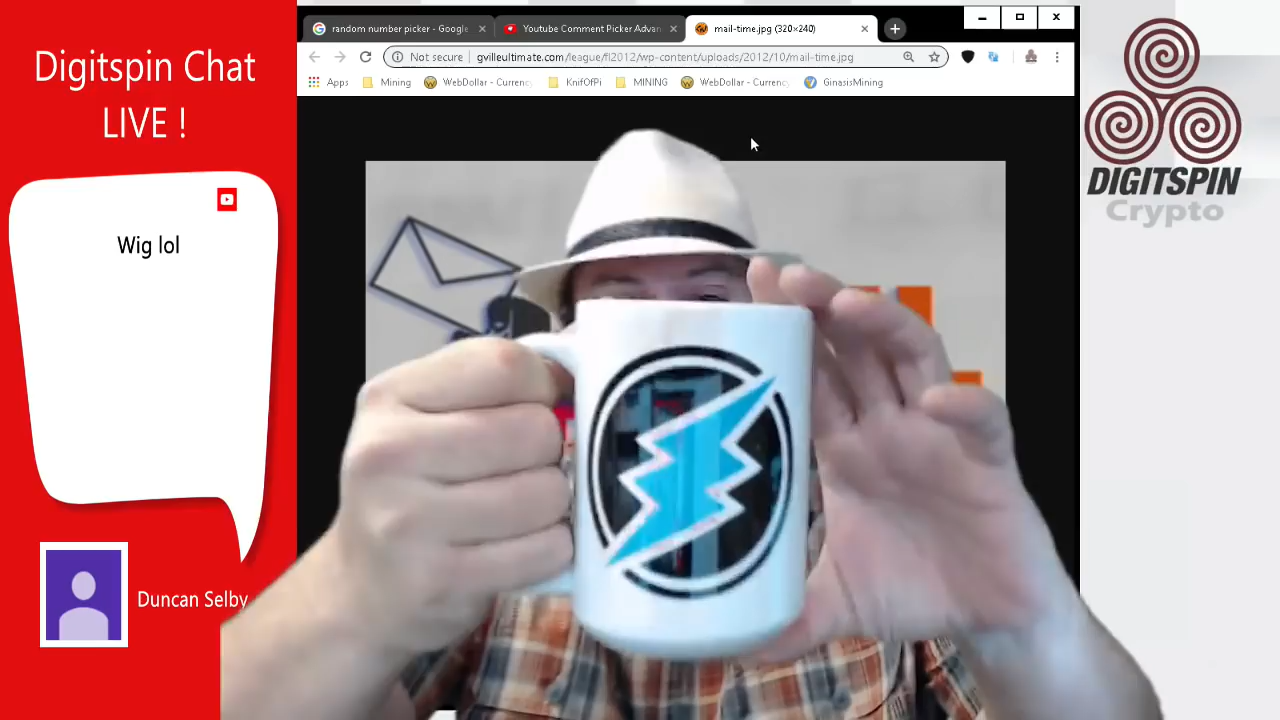 Digitspin Chat
LIVE !
Wig lol
Duncan Selby
random number picker - Google
Youtube Comment Picker Advan
mail-time.jpg (320×240)
Not secure
gvilleultimate.com/league/fl2012/wp-content/uploads/2012/10/mail-time.jpg
Apps
Mining
WebDollar - Currency
KnifOfPi
MINING
WebDollar - Currency
GinasisMining
DIGITSPIN
Crypto